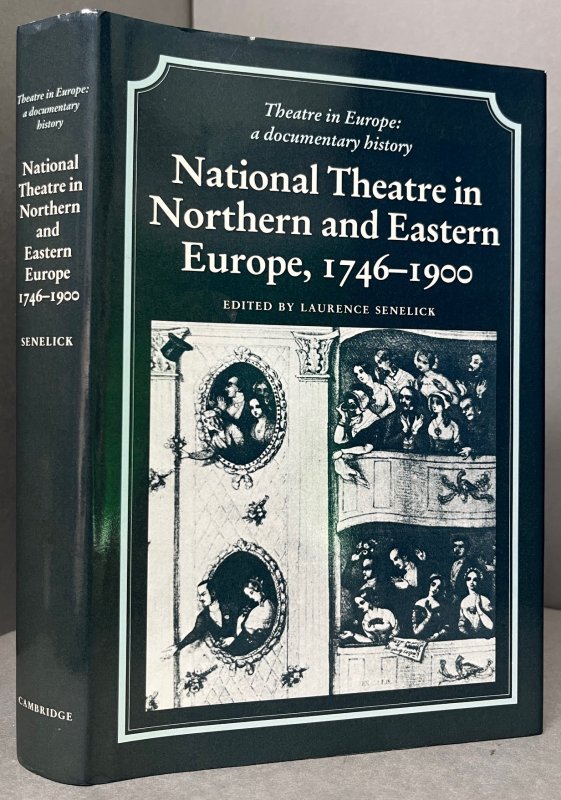 Theatre in Europe:
a documentary
history
National
Theatre in
Northern
and
Eastern
Europe
1746–1900
SENELICK
CAMBRIDGE
Theatre in Europe:
a documentary history
National Theatre in
Northern and Eastern
Europe, 1746–1900
EDITED BY LAURENCE SENELICK